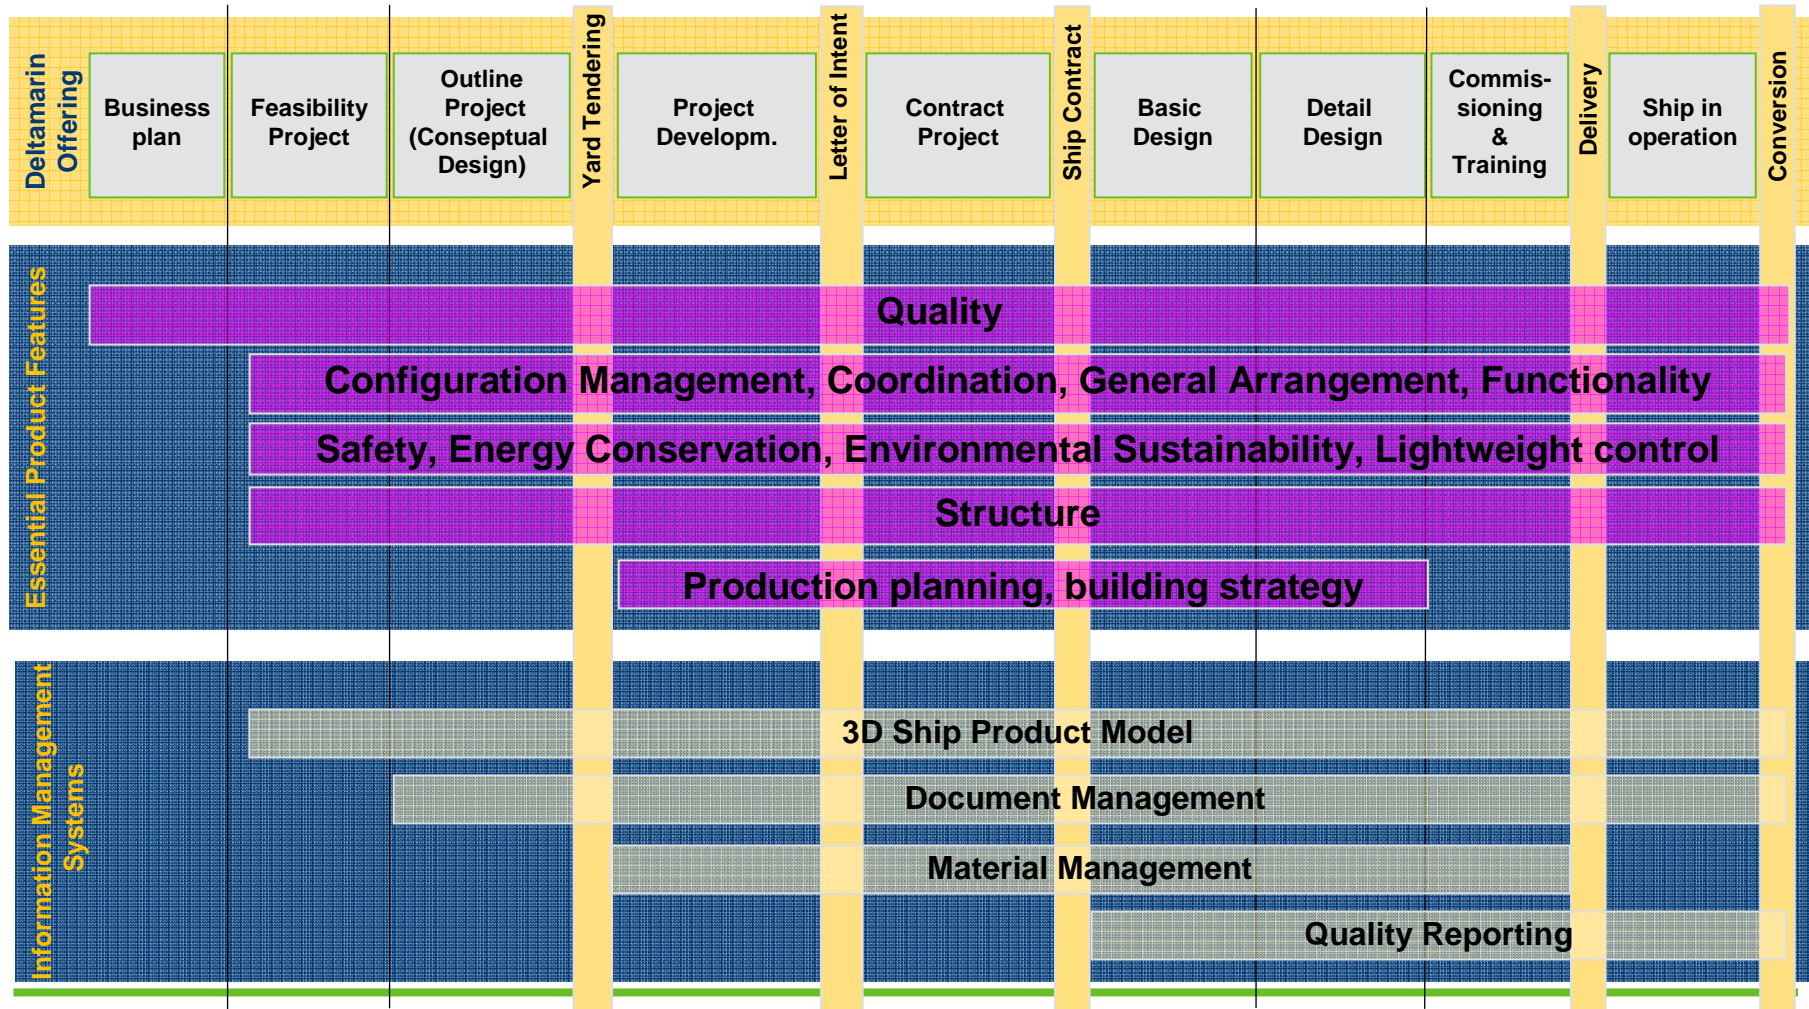 Deltamarin
Offering
Business
plan
Feasibility
Project
Outline
Project
(Conseptual
Design)
Yard Tendering
Project
Developm.
Letter of Intent
Contract
Project
Ship Contract
Basic
Design
Detail
Design
Commis-
sioning
&
Training
Delivery
Ship in
operation
Conversion
Essential Product Features
Quality
Configuration Management, Coordination, General Arrangement, Functionality
Safety, Energy Conservation, Environmental Sustainability, Lightweight control
Structure
Production planning, building strategy
Information Management
Systems
3D Ship Product Model
Document Management
Material Management
Quality Reporting